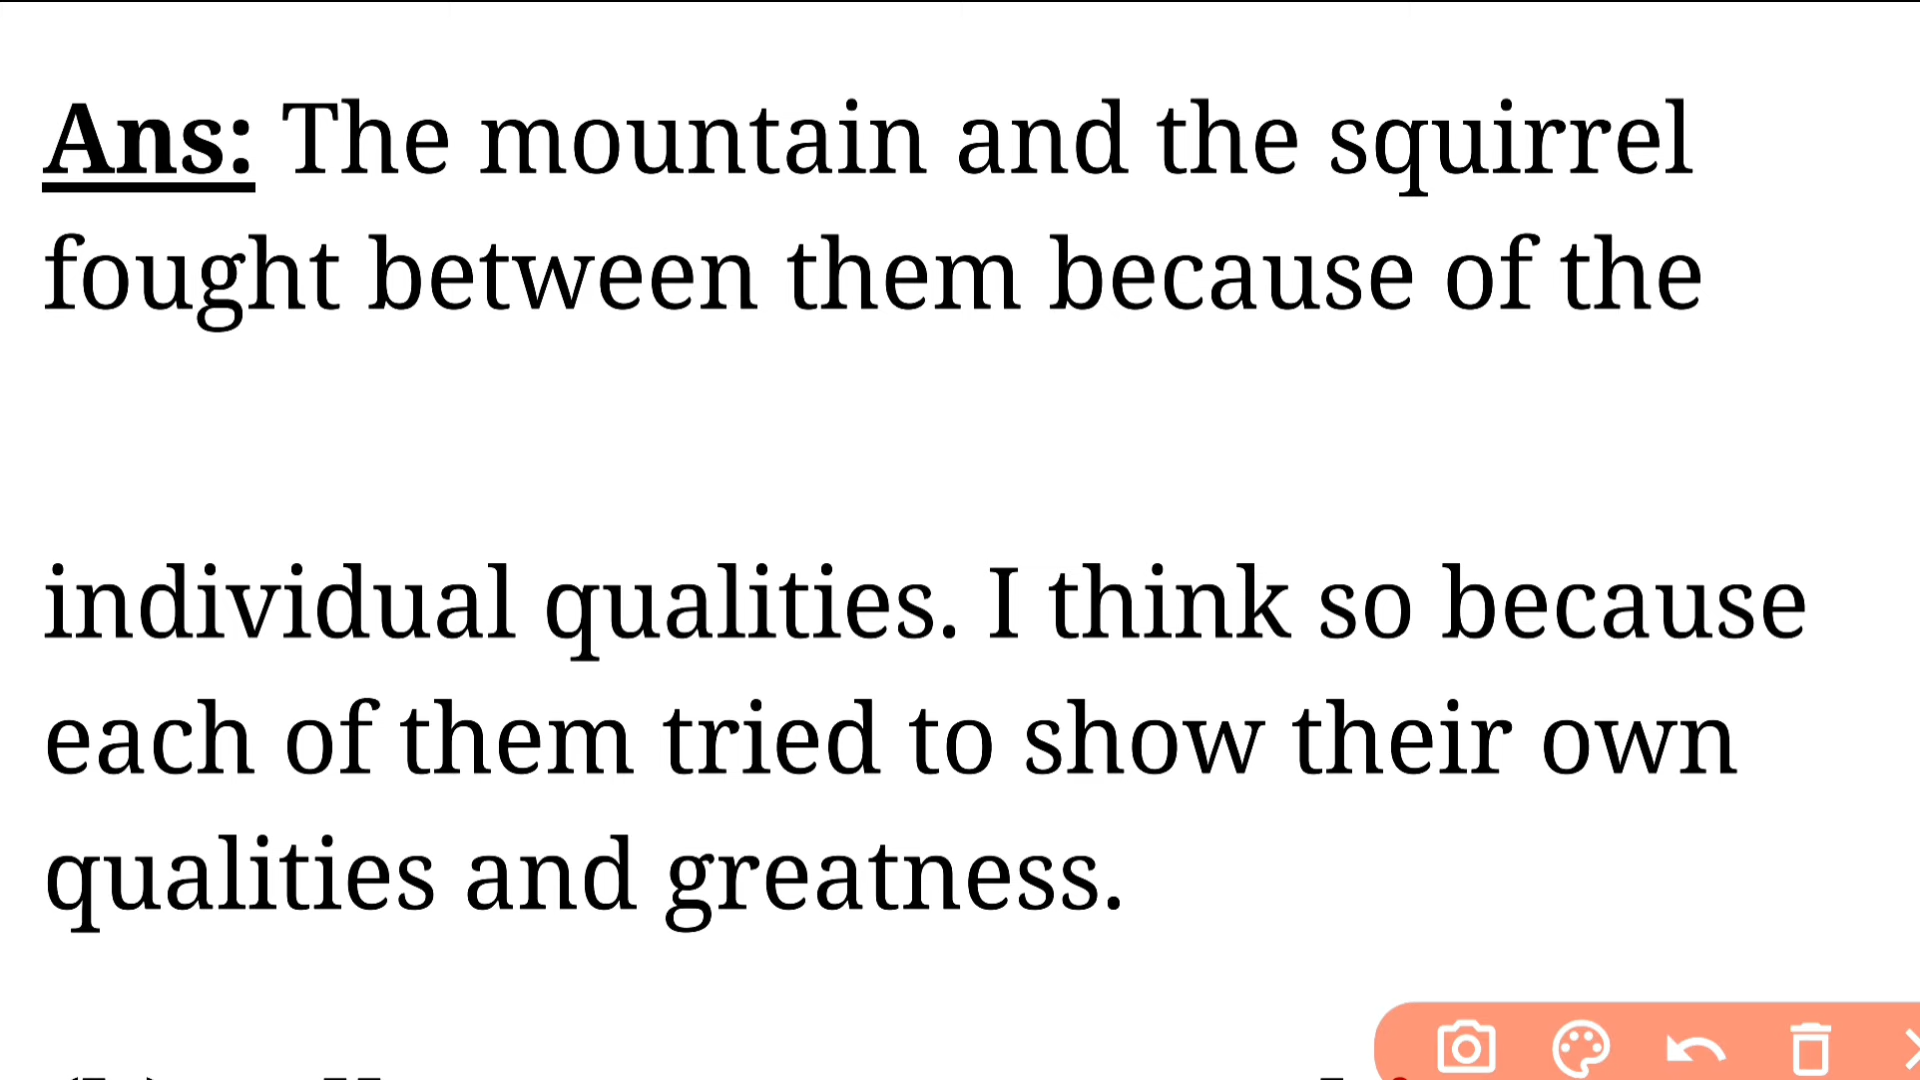 Ans: The mountain and the squirrel
fought between them because of the
individual qualities. I think so because
each of them tried to show their own
qualities and greatness.